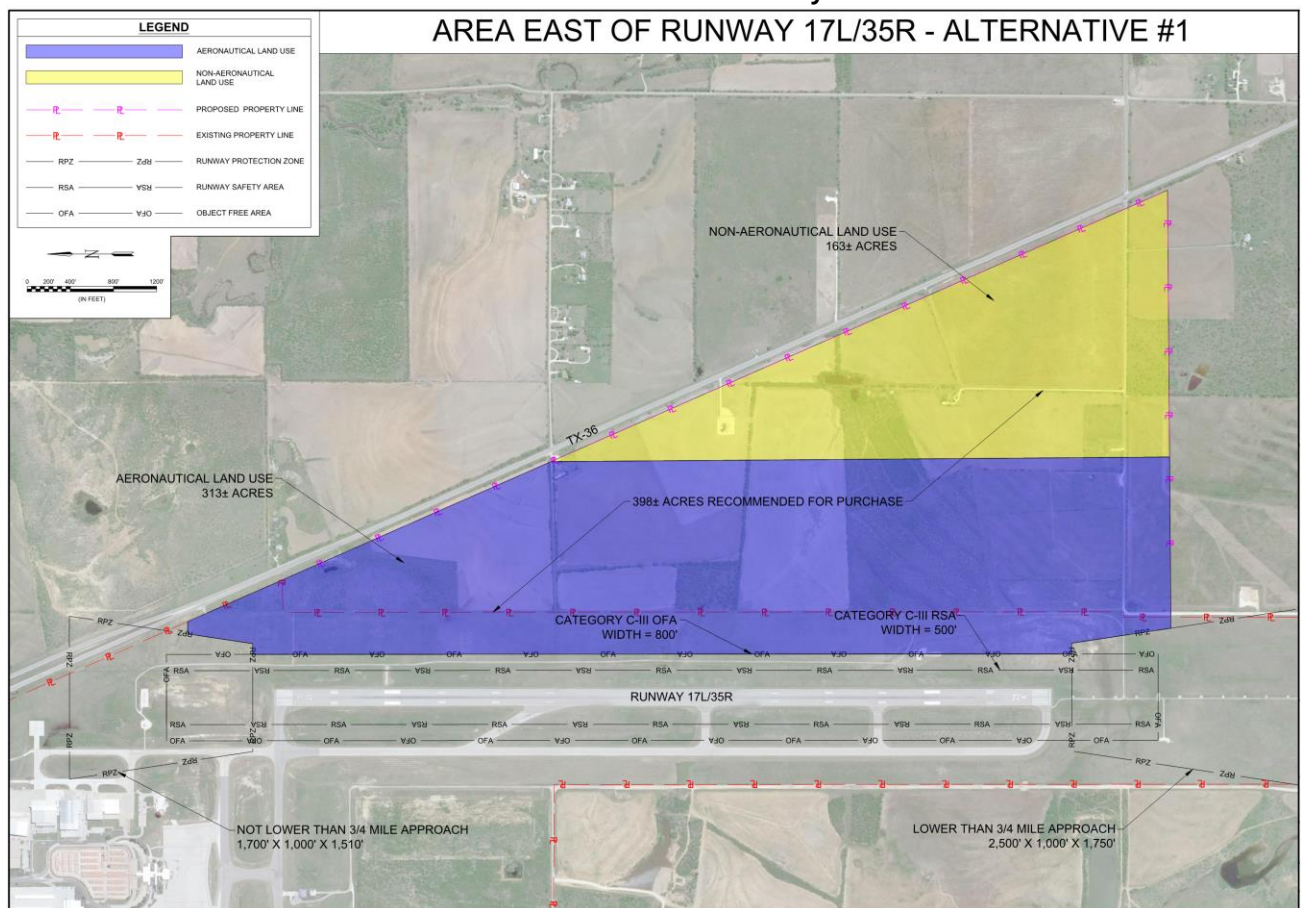 AREA EAST OF RUNWAY 17L/35R - ALTERNATIVE #1
LEGEND
AERONAUTICAL LAND USE
NON-AERONAUTICAL
LAND USE
PROPOSED PROPERTY LINE
EXISTING PROPERTY LINE
RPZ RPZ RUNWAY PROTECTION ZONE
RSA RSA RUNWAY SAFETY AREA
OFA OFA OBJECT FREE AREA
N
0 200' 400' 800' 1200'
(IN FEET)
NON-AERONAUTICAL LAND USE
163± ACRES
TX-36
AERONAUTICAL LAND USE
313± ACRES
398± ACRES RECOMMENDED FOR PURCHASE
CATEGORY C-III OFA
WIDTH = 800'
CATEGORY C-III RSA
WIDTH = 500'
RUNWAY 17L/35R
NOT LOWER THAN 3/4 MILE APPROACH
1,700' X 1,000' X 1,510'
LOWER THAN 3/4 MILE APPROACH
2,500' X 1,000' X 1,750'